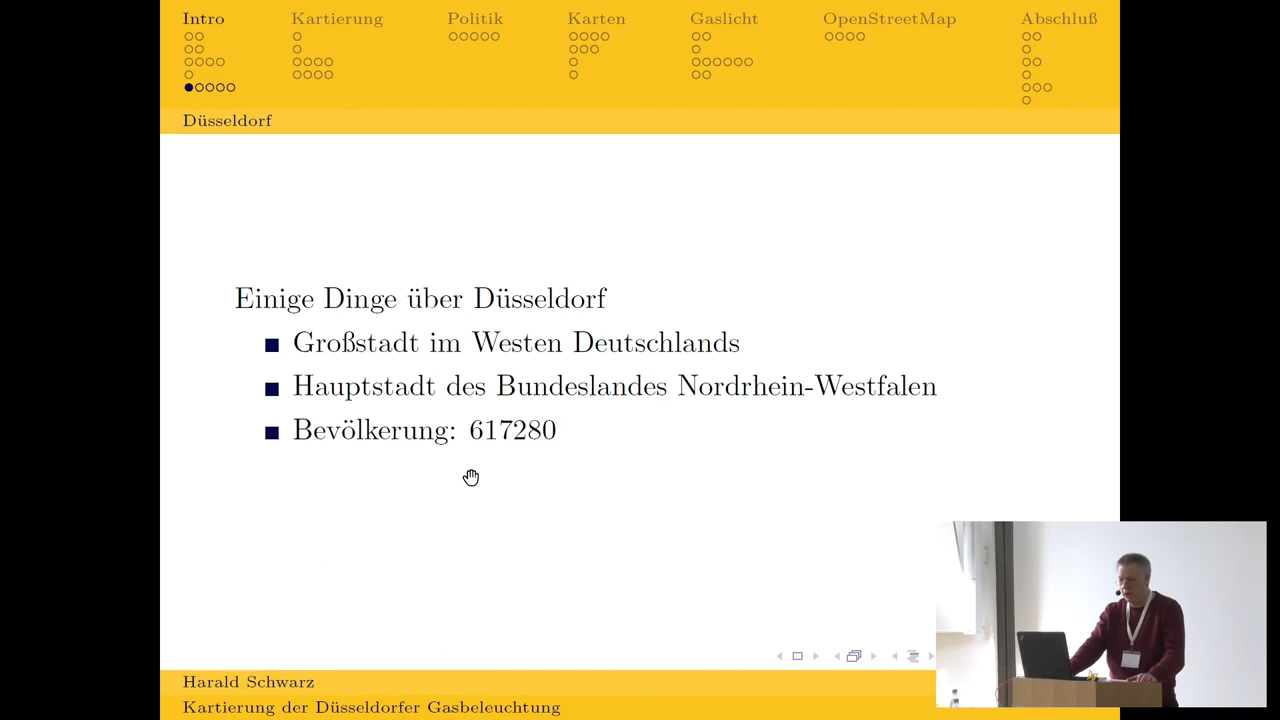 Intro Kartierung Politik Karten Gaslicht OpenStreetMap Abschluß
Düsseldorf
Einige Dinge über Düsseldorf
Großstadt im Westen Deutschlands
Hauptstadt des Bundeslandes Nordrhein-Westfalen
Bevölkerung: 617280
Harald Schwarz
Kartierung der Düsseldorfer Gasbeleuchtung